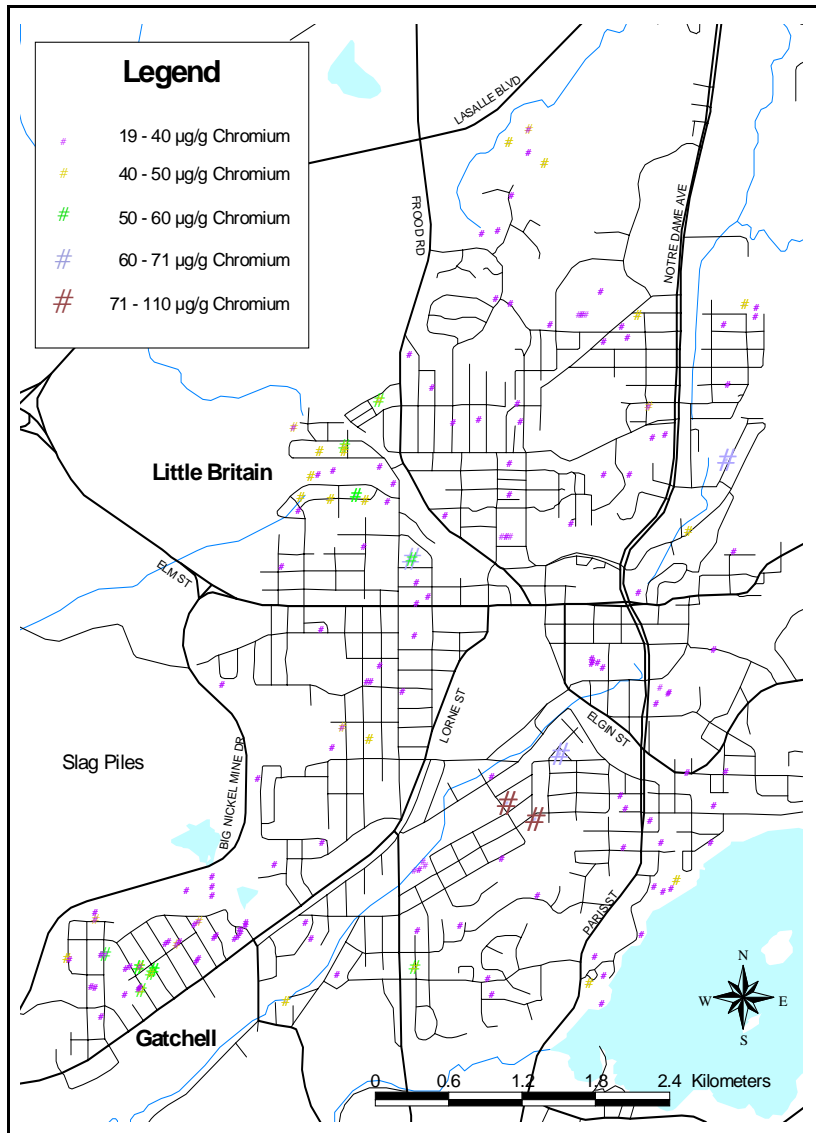 Legend
# 19 - 40 µg/g Chromium
# 40 - 50 µg/g Chromium
# 50 - 60 µg/g Chromium
# 60 - 71 µg/g Chromium
# 71 - 110 µg/g Chromium
LASALLE BLVD
FROOD RD
NOTRE DAME AVE
Little Britain
ELM ST
LORNE ST
ELGIN ST
Slag Piles
BIG NICKEL MINE DR
PARIS ST
Gatchell
N
W E
S
0 0.6 1.2 1.8 2.4 Kilometers